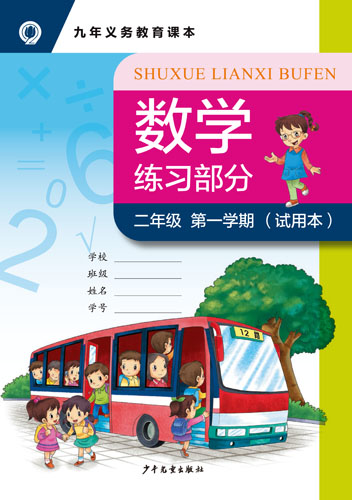 九年义务教育课本
SHUXUE LIANXI BUFEN
数学
练习部分
二年级 第一学期（试用本）
学校
班级
姓名
学号
12路
少年儿童出版社